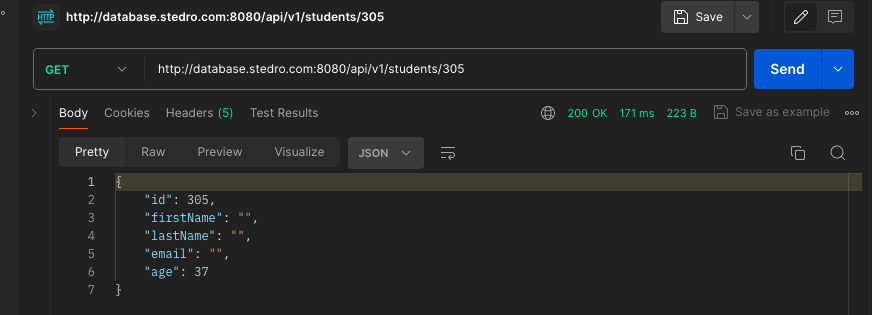 HTTP http://database.stedro.com:8080/api/v1/students/305 Save
GET http://database.stedro.com:8080/api/v1/students/305 Send
Body Cookies Headers (5) Test Results 200 OK 171 ms 223 B Save as example
Pretty Raw Preview Visualize JSON
1 {
2 "id": 305,
3 "firstName": "",
4 "lastName": "",
5 "email": "",
6 "age": 37
7 }